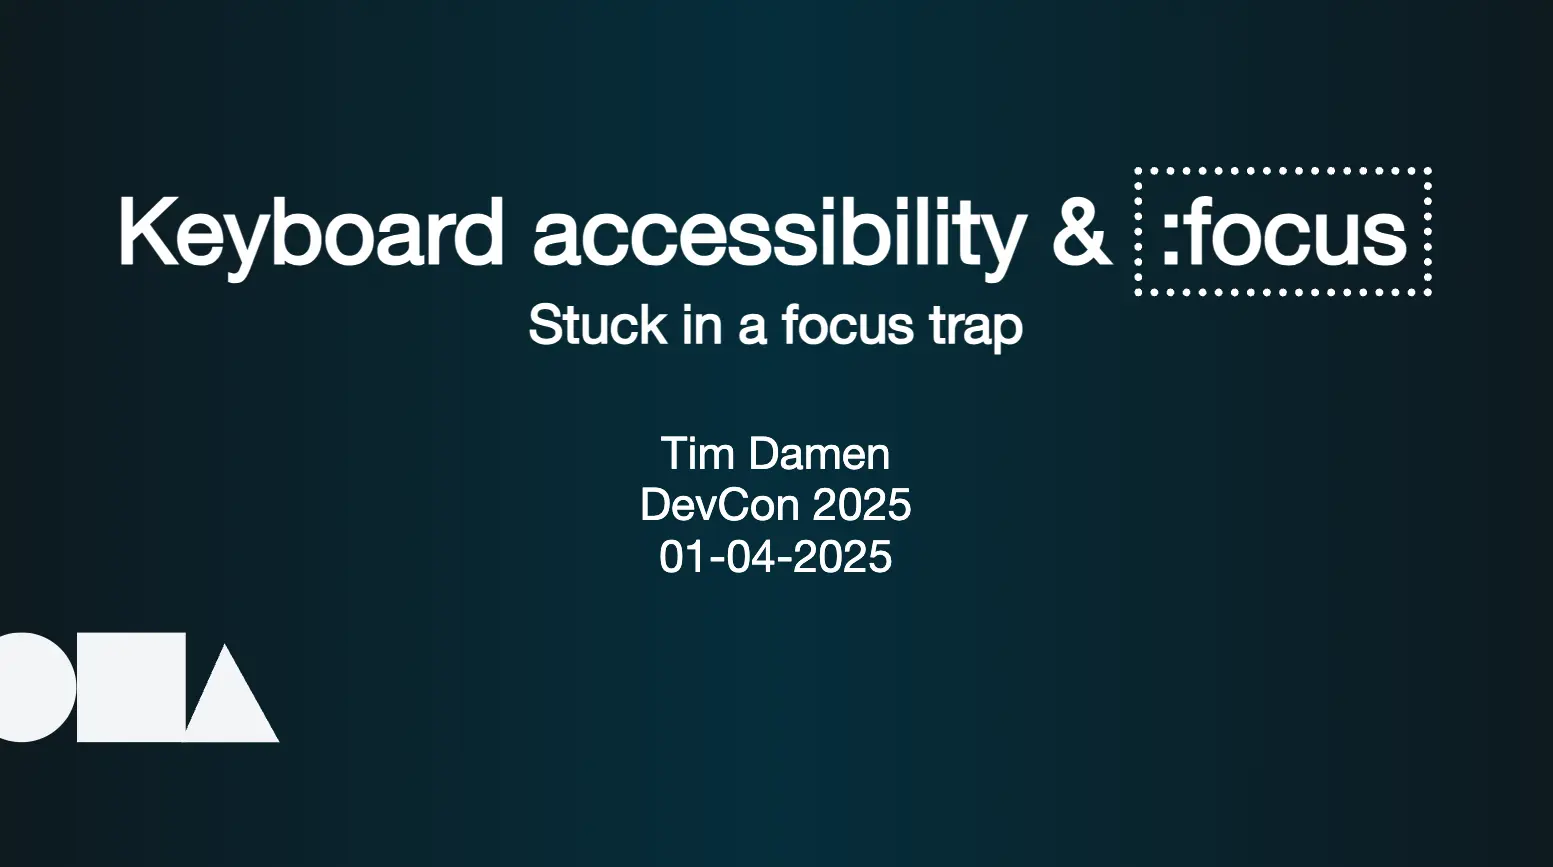 Keyboard accessibility & :focus
Stuck in a focus trap
Tim Damen
DevCon 2025
01-04-2025